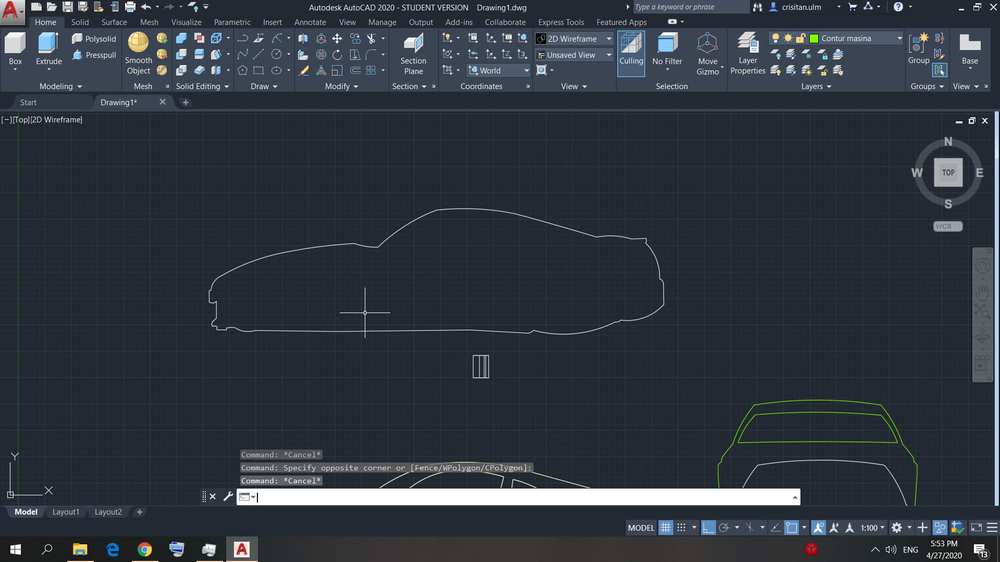 Autodesk AutoCAD 2020 - STUDENT VERSION Drawing1.dwg
Type a keyword or phrase
crisitan.ulm
Home Solid Surface Mesh Visualize Parametric Insert Annotate View Manage Output Add-ins Collaborate Express Tools Featured Apps
Box
Extrude
Polysolid
Presspull
Smooth
Object
Section
Plane
World
2D Wireframe
Unsaved View
Culling
No Filter
Move
Gizmo
Layer
Properties
Contur masina
Group
Base
Modeling
Mesh
Solid Editing
Draw
Modify
Section
Coordinates
View
Selection
Layers
Groups
View
Start
Drawing1*
[−][Top][2D Wireframe]
N
W TOP E
S
WCS
Y
X
Command: *Cancel*
Command: Specify opposite corner or [Fence/WPolygon/CPolygon]:
Command: *Cancel*
Model Layout1 Layout2
MODEL
1:100
ENG
5:53 PM
4/27/2020
13